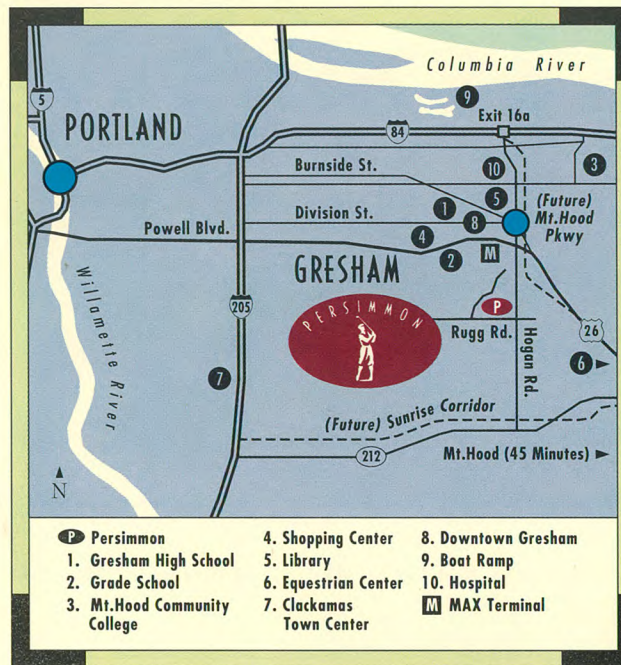 Columbia River
9
Exit 16a
5
PORTLAND
84
10
3
Burnside St.
5
(Future)
Mt.Hood
Pkwy
1
Division St.
8
Powell Blvd.
4
2
M
GRESHAM
Willamette River
205
PERSIMMON
P
Rugg Rd.
Hogan Rd.
26
6
7
(Future) Sunrise Corridor
212
Mt.Hood (45 Minutes)
N
P Persimmon
1. Gresham High School
2. Grade School
3. Mt.Hood Community
College
4. Shopping Center
5. Library
6. Equestrian Center
7. Clackamas
Town Center
8. Downtown Gresham
9. Boat Ramp
10. Hospital
M MAX Terminal